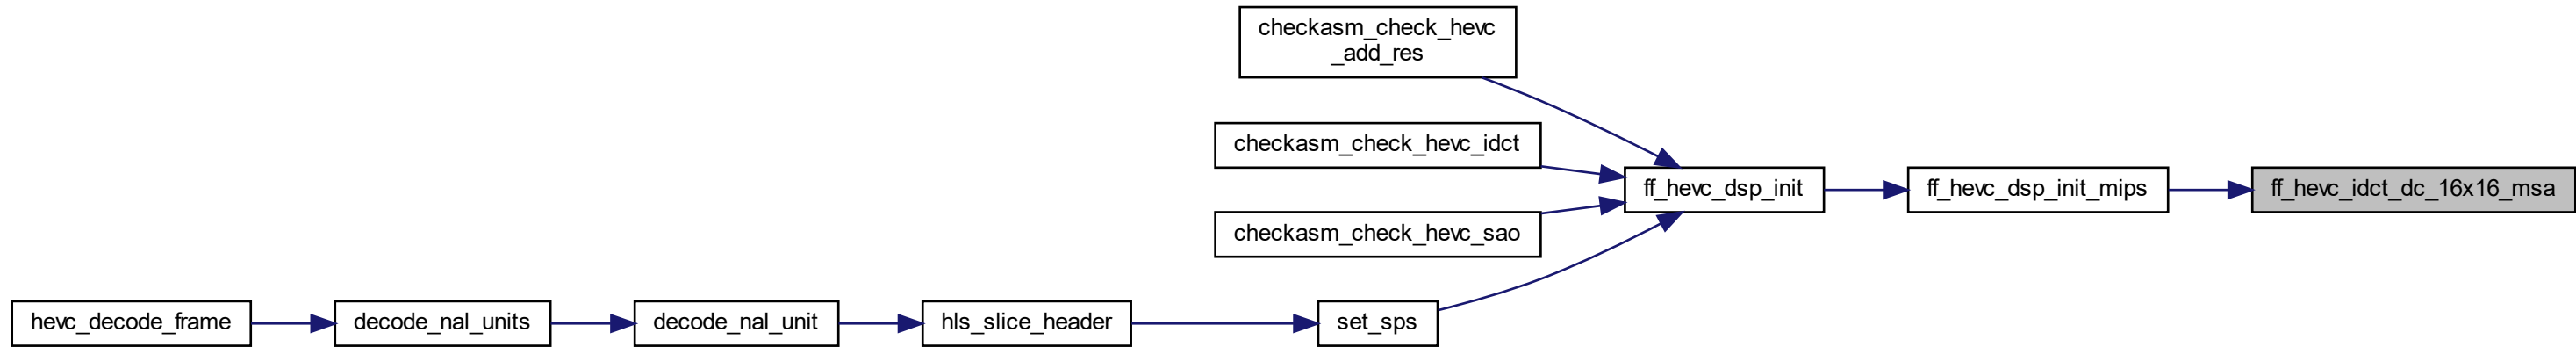 checkasm_check_hevc
_add_res
checkasm_check_hevc_idct
ff_hevc_dsp_init
ff_hevc_dsp_init_mips
ff_hevc_idct_dc_16x16_msa
checkasm_check_hevc_sao
hevc_decode_frame
decode_nal_units
decode_nal_unit
hls_slice_header
set_sps